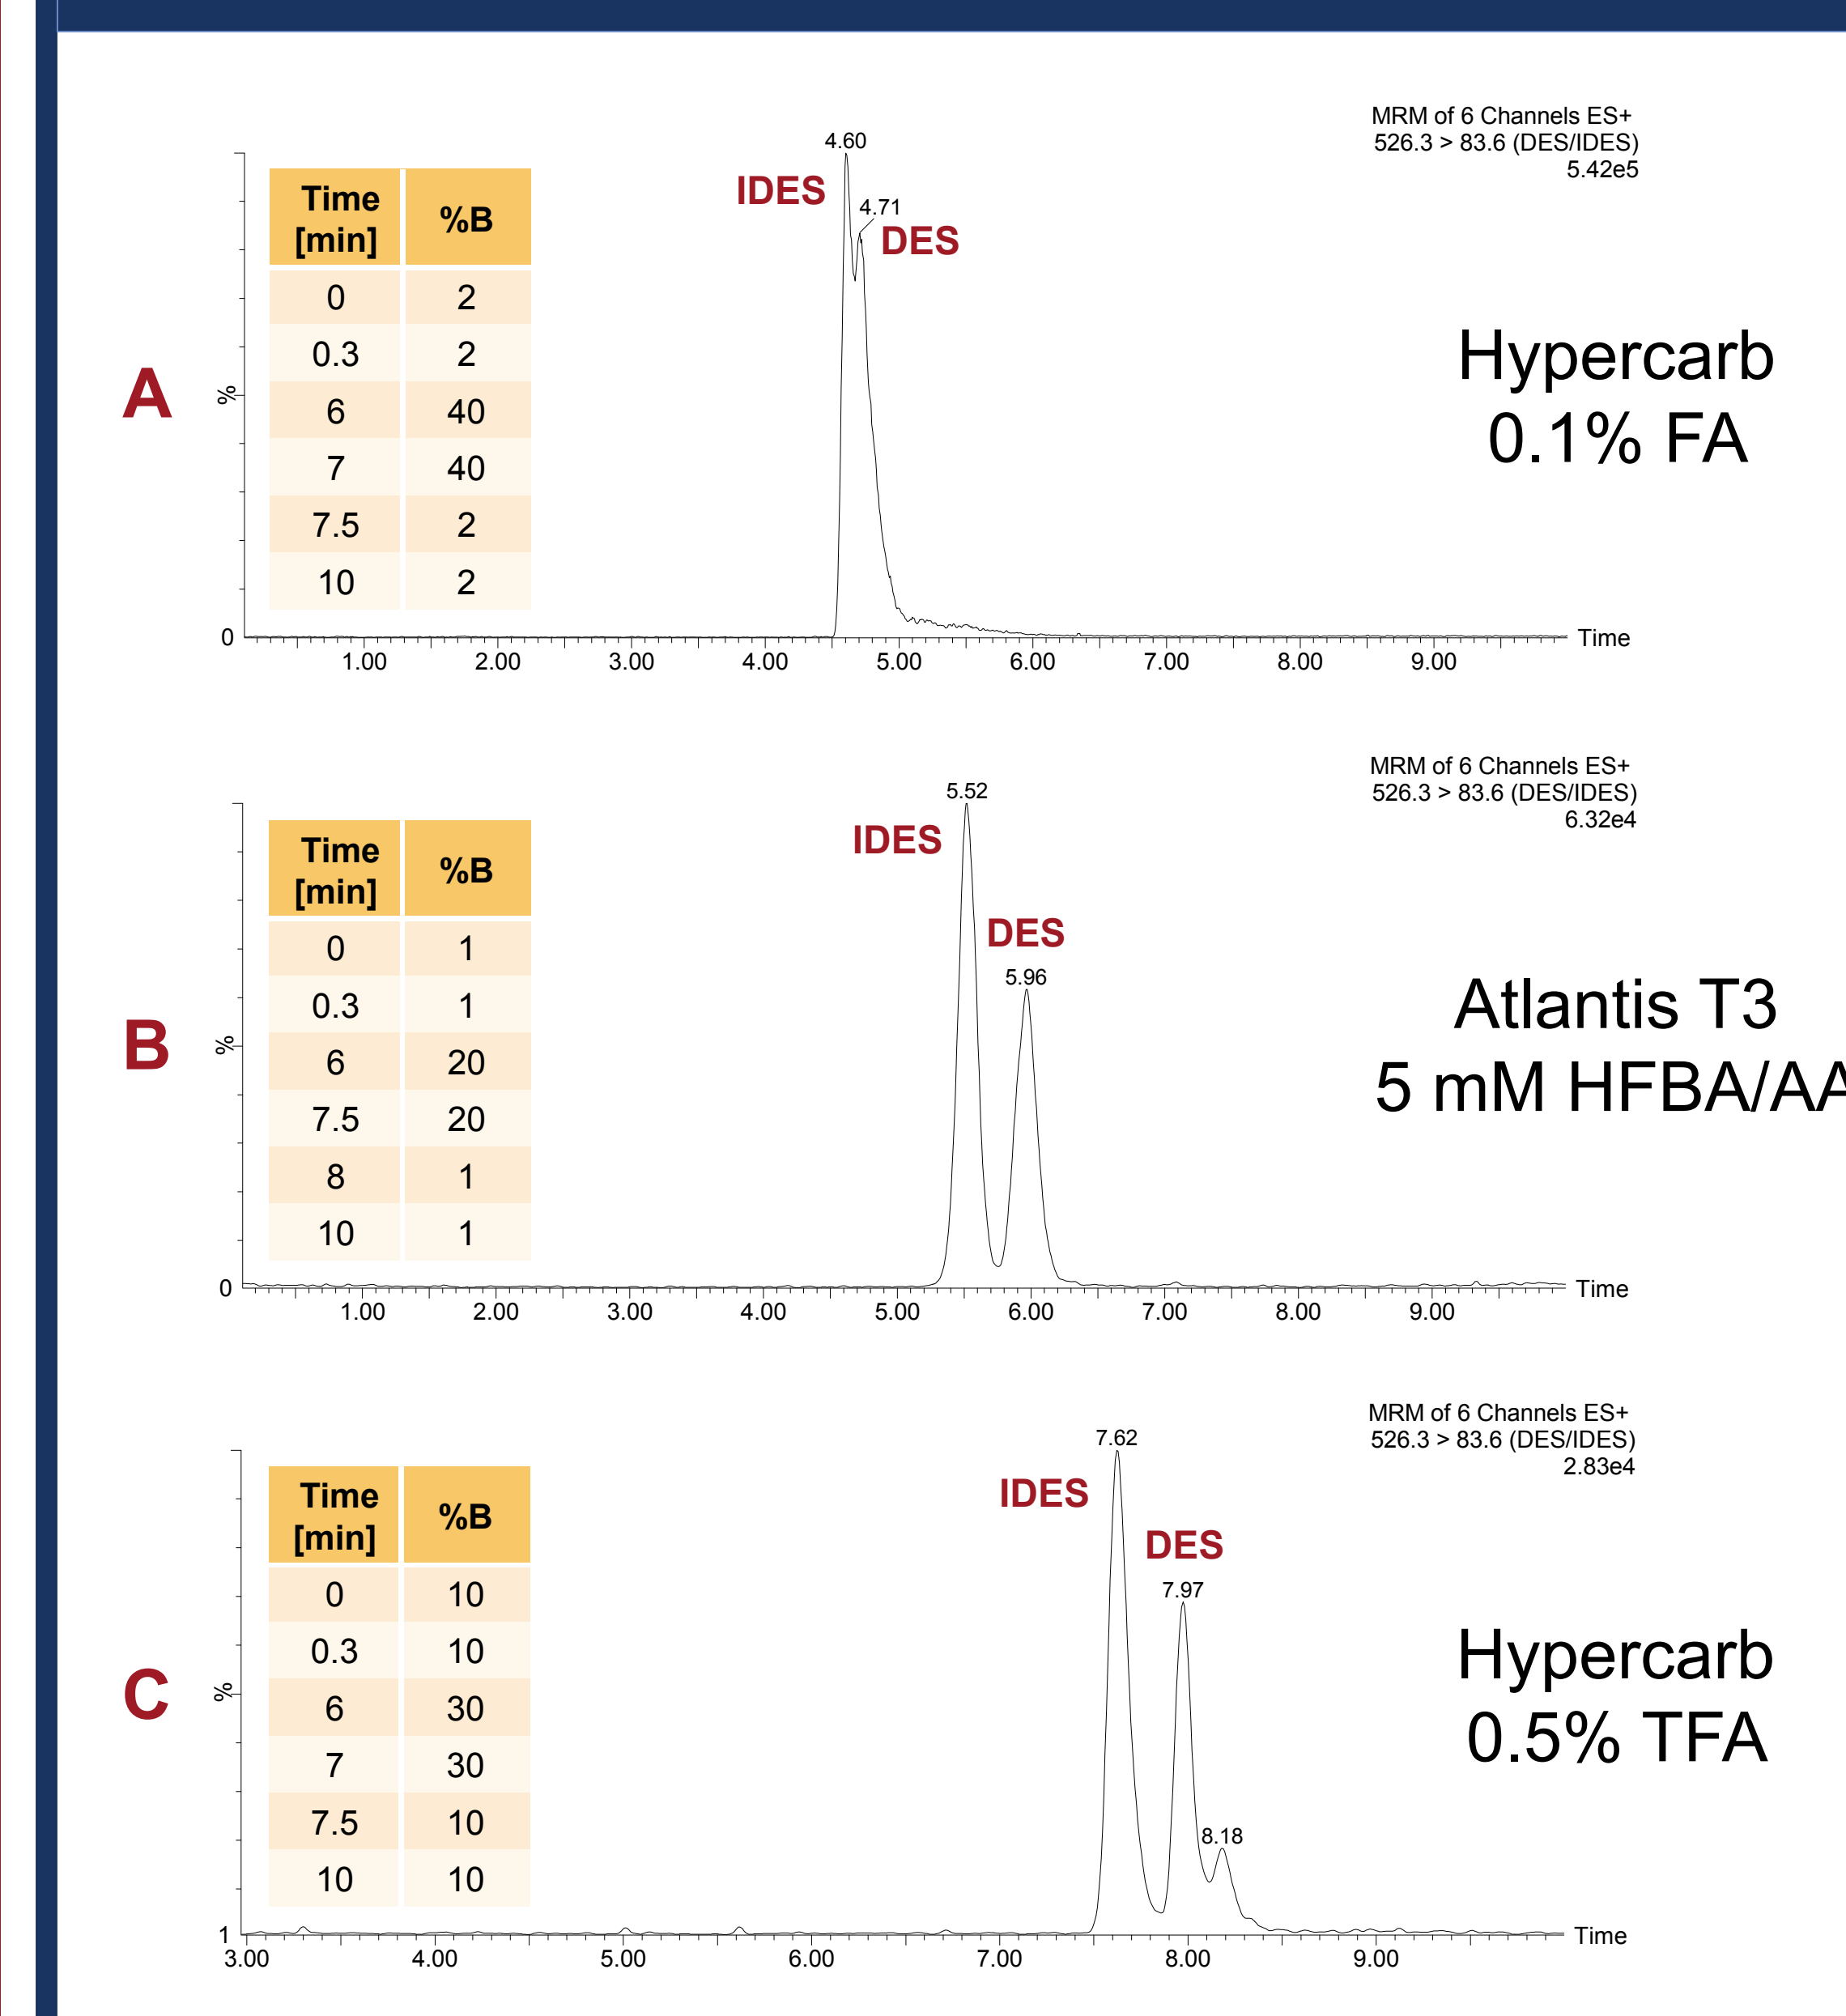 MRM of 6 Channels ES+
526.3 > 83.6 (DES/IDES)
5.42e5
4.60
IDES
4.71
DES
A
Time [min] %B
0 2
0.3 2
6 40
7 40
7.5 2
10 2
%
0
1.00 2.00 3.00 4.00 5.00 6.00 7.00 8.00 9.00
Time
Hypercarb
0.1% FA
MRM of 6 Channels ES+
526.3 > 83.6 (DES/IDES)
6.32e4
5.52
IDES
DES
5.96
B
Time [min] %B
0 1
0.3 1
6 20
7.5 20
8 1
10 1
%
0
1.00 2.00 3.00 4.00 5.00 6.00 7.00 8.00 9.00
Time
Atlantis T3
5 mM HFBA/AA
MRM of 6 Channels ES+
526.3 > 83.6 (DES/IDES)
2.83e4
7.62
IDES
DES
7.97
8.18
C
Time [min] %B
0 10
0.3 10
6 30
7 30
7.5 10
10 10
%
1
3.00 4.00 5.00 6.00 7.00 8.00 9.00
Time
Hypercarb
0.5% TFA